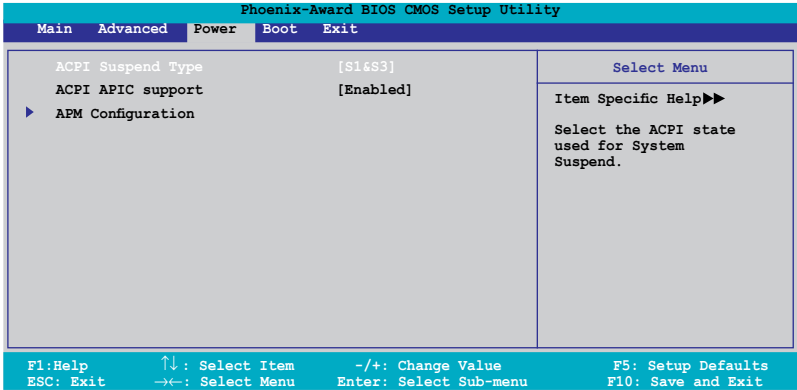 Phoenix-Award BIOS CMOS Setup Utility
Main Advanced Power Boot Exit
ACPI Suspend Type [S1&S3]
ACPI APIC support [Enabled]
APM Configuration
Select Menu
Item Specific Help▶▶
Select the ACPI state
used for System
Suspend.
F1:Help ↑↓: Select Item -/+: Change Value F5: Setup Defaults
ESC: Exit →←: Select Menu Enter: Select Sub-menu F10: Save and Exit